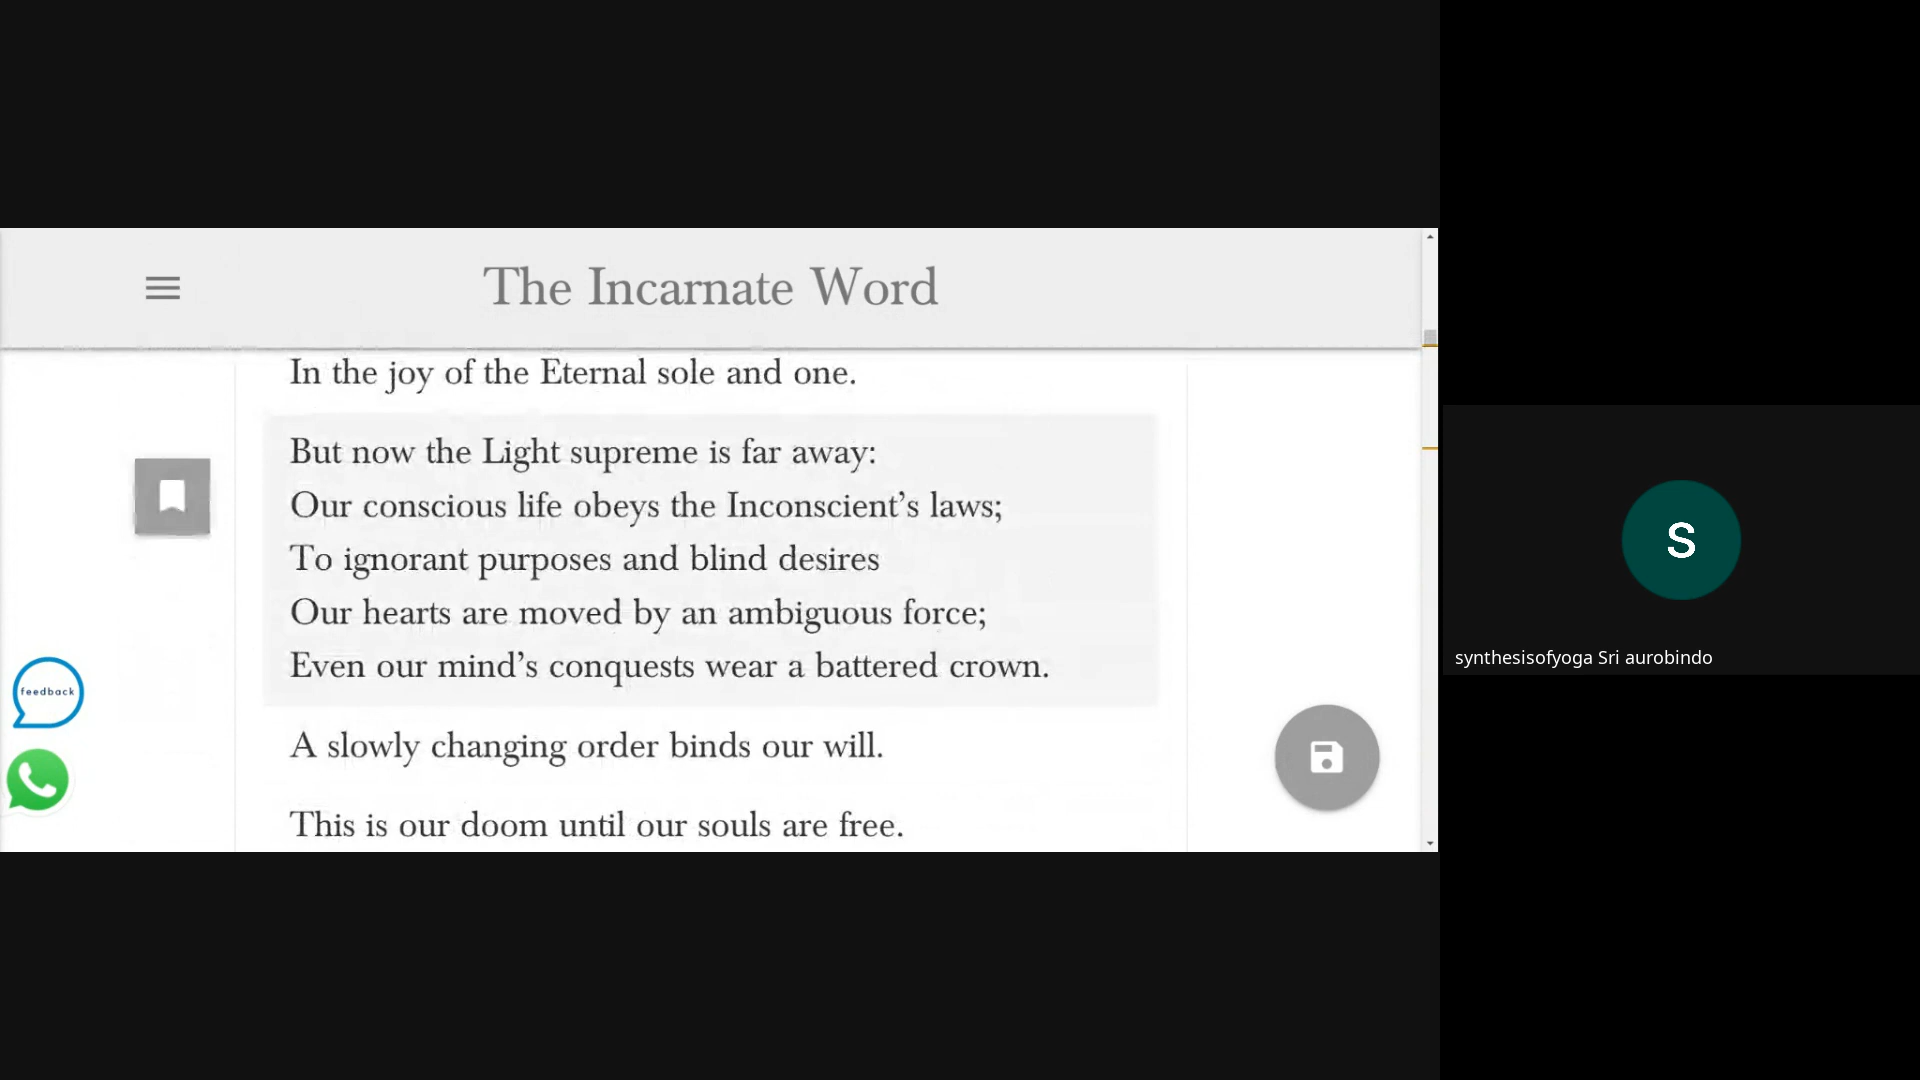 The Incarnate Word
In the joy of the Eternal sole and one.
But now the Light supreme is far away:
Our conscious life obeys the Inconscient’s laws;
To ignorant purposes and blind desires
Our hearts are moved by an ambiguous force;
Even our mind’s conquests wear a battered crown.
A slowly changing order binds our will.
This is our doom until our souls are free.
feedback
S
synthesisofyoga Sri aurobindo